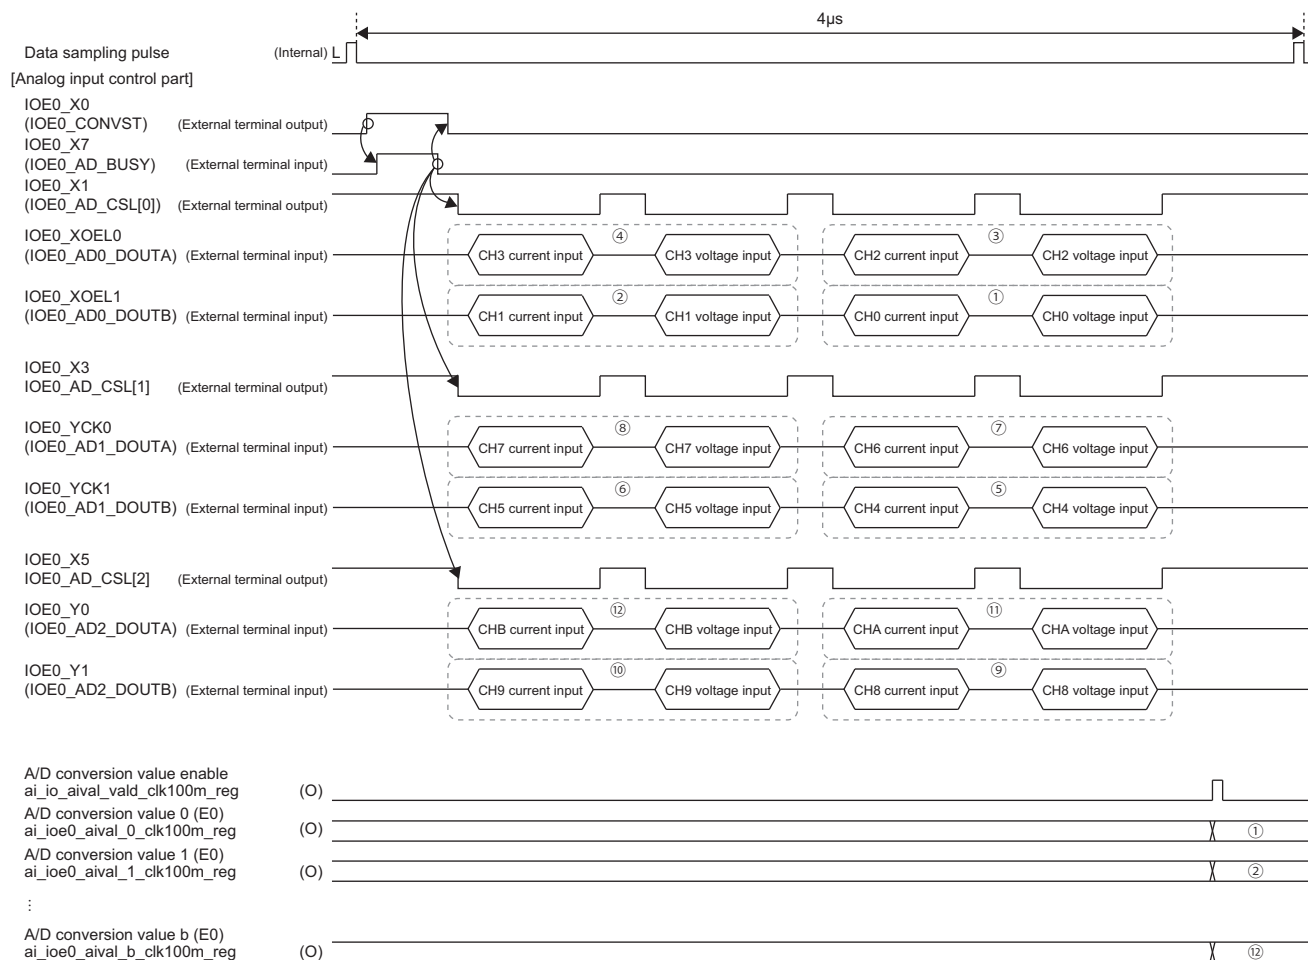 4µs
Data sampling pulse (Internal) L
[Analog input control part]
IOE0_X0
(IOE0_CONVST) (External terminal output)
IOE0_X7
(IOE0_AD_BUSY) (External terminal input)
IOE0_X1
(IOE0_AD_CSL[0]) (External terminal output)
IOE0_XOEL0 ④ ③
(IOE0_AD0_DOUTA) (External terminal input) CH3 current input CH3 voltage input CH2 current input CH2 voltage input
IOE0_XOEL1 ② ①
(IOE0_AD0_DOUTB) (External terminal input) CH1 current input CH1 voltage input CH0 current input CH0 voltage input
IOE0_X3
IOE0_AD_CSL[1] (External terminal output)
IOE0_YCK0 ⑧ ⑦
(IOE0_AD1_DOUTA) (External terminal input) CH7 current input CH7 voltage input CH6 current input CH6 voltage input
IOE0_YCK1 ⑥ ⑤
(IOE0_AD1_DOUTB) (External terminal input) CH5 current input CH5 voltage input CH4 current input CH4 voltage input
IOE0_X5
IOE0_AD_CSL[2] (External terminal output)
IOE0_Y0 ⑫ ⑪
(IOE0_AD2_DOUTA) (External terminal input) CHB current input CHB voltage input CHA current input CHA voltage input
IOE0_Y1 ⑩ ⑨
(IOE0_AD2_DOUTB) (External terminal input) CH9 current input CH9 voltage input CH8 current input CH8 voltage input
A/D conversion value enable
ai_io_aival_vald_clk100m_reg (O)
A/D conversion value 0 (E0)
ai_ioe0_aival_0_clk100m_reg (O) ①
A/D conversion value 1 (E0)
ai_ioe0_aival_1_clk100m_reg (O) ②
⋮
A/D conversion value b (E0)
ai_ioe0_aival_b_clk100m_reg (O) ⑫